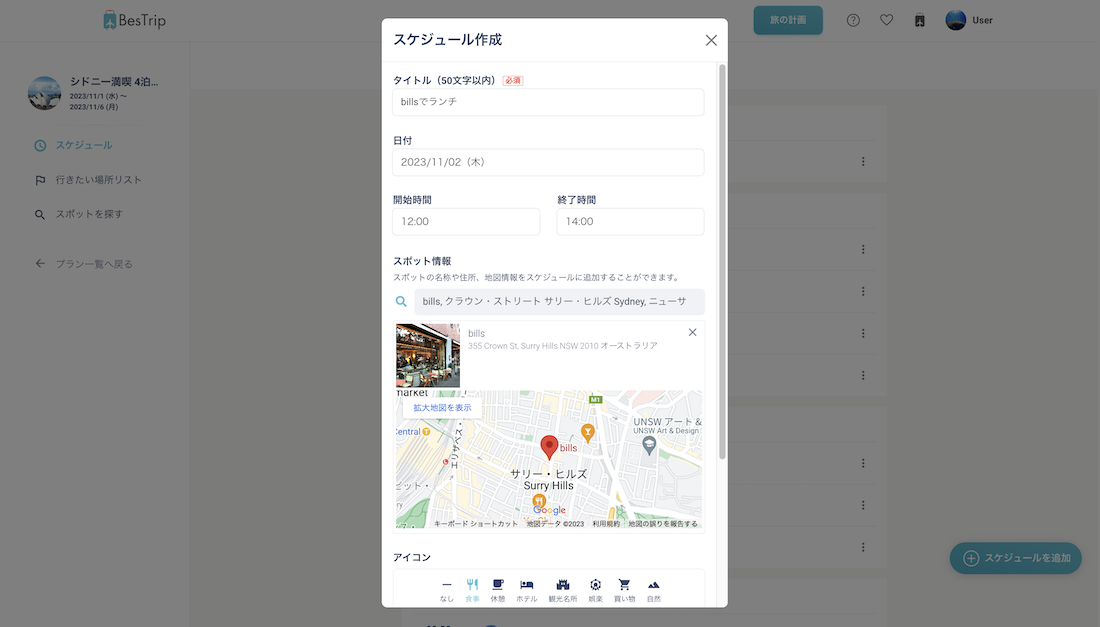 BesTrip
旅の計画
User
シドニー満喫 4泊...
2023/11/1 (水) ～
2023/11/6 (月)
スケジュール
行きたい場所リスト
スポットを探す
プラン一覧へ戻る
スケジュール作成
タイトル（50文字以内） 必須
billsでランチ
日付
2023/11/02（木）
開始時間 終了時間
12:00 14:00
スポット情報
スポットの名称や住所、地図情報をスケジュールに追加することができます。
bills, クラウン・ストリート サリー・ヒルズ Sydney, ニューサ
bills
355 Crown St, Surry Hills NSW 2010 オーストラリア
market
拡大地図を表示
M1
UNSW アート &
UNSW Art & Design
entral
エリザベス・
bills
サリー・ヒルズ
Surry Hills
ピット・
Google
キーボード ショートカット 地図データ ©2023 利用規約 地図の誤りを報告する
アイコン
なし 食事 休憩 ホテル 観光名所 娯楽 買い物 自然
スケジュールを追加